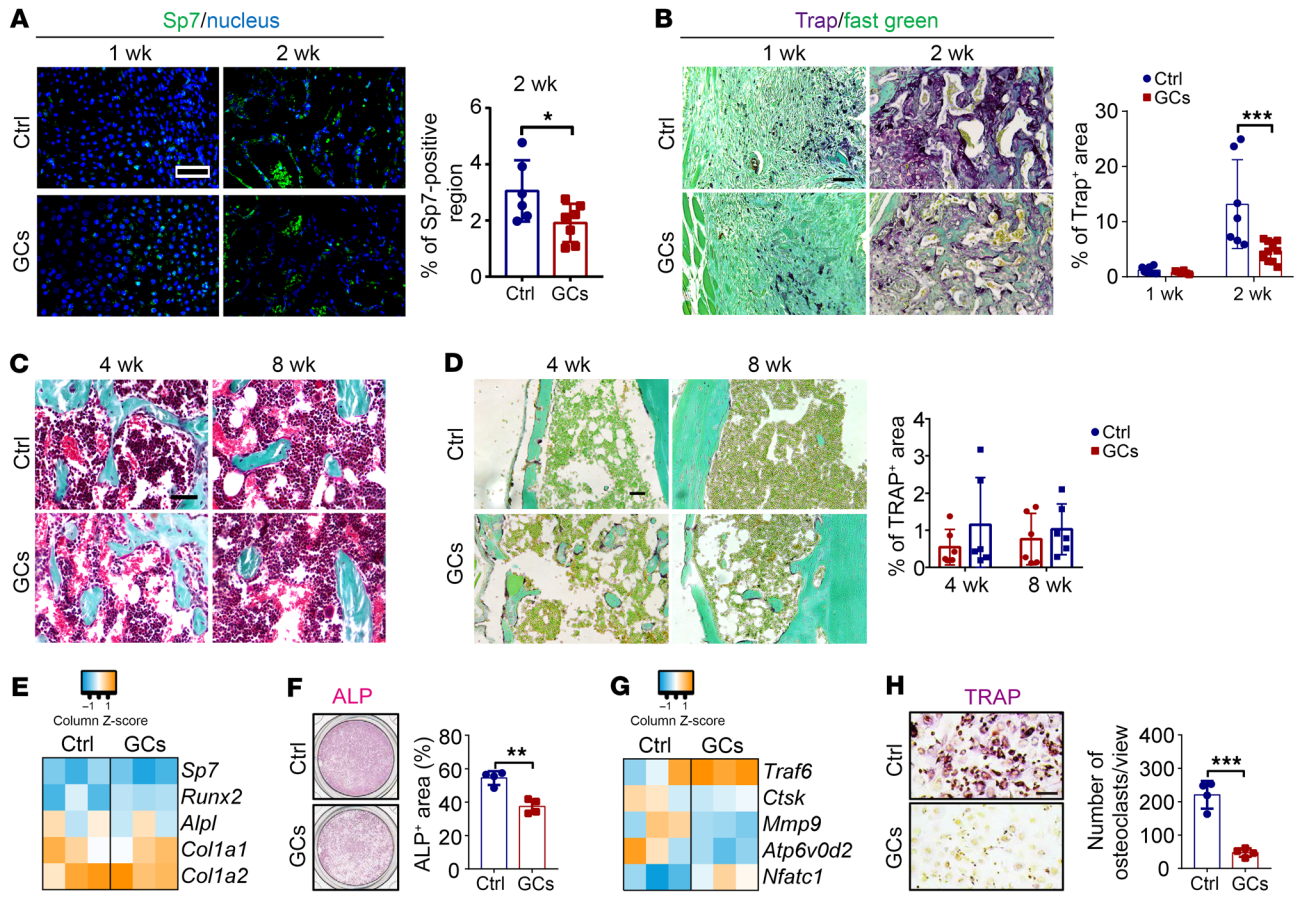 A
Sp7/nucleus
1 wk
2 wk
Ctrl
GCs
2 wk
% of Sp7-positive
region
6
4
2
0
*
Ctrl
GCs
B
Trap/fast green
1 wk
2 wk
Ctrl
GCs
Ctrl
GCs
% of Trap+ area
30
20
10
0
***
1 wk
2 wk
C
4 wk
8 wk
Ctrl
GCs
D
4 wk
8 wk
Ctrl
GCs
% of TRAP+ area
4
3
2
1
0
4 wk
8 wk
Ctrl
GCs
E
−1 1
Column Z-score
Ctrl
GCs
Sp7
Runx2
Alpl
Col1a1
Col1a2
F
ALP
Ctrl
GCs
ALP+ area (%)
80
60
40
20
0
**
Ctrl
GCs
G
−1 1
Column Z-score
Ctrl
GCs
Traf6
Ctsk
Mmp9
Atp6v0d2
Nfatc1
H
TRAP
Ctrl
GCs
Number of
osteoclasts/view
400
300
200
100
0
***
Ctrl
GCs